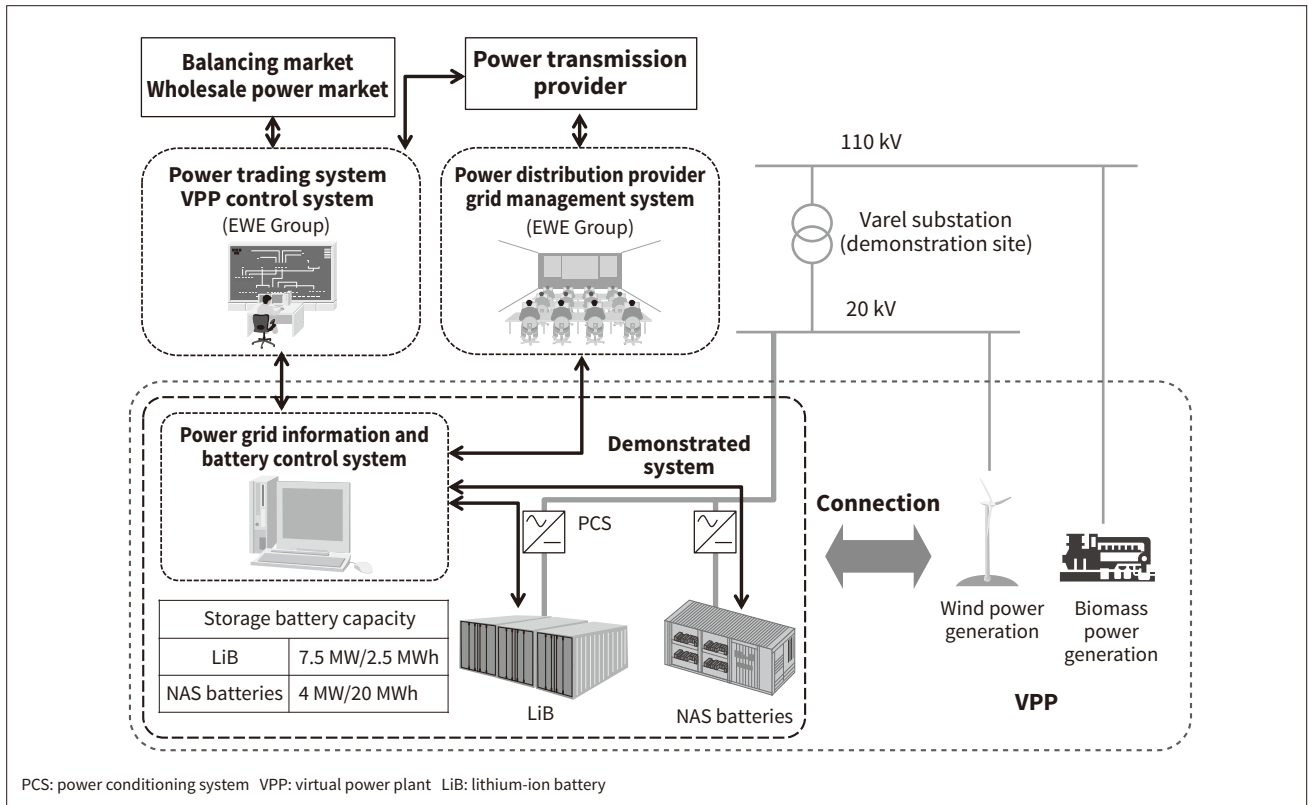 Balancing market
Wholesale power market
Power transmission
provider
Power trading system
VPP control system
(EWE Group)
Power distribution provider
grid management system
(EWE Group)
110 kV
Varel substation
(demonstration site)
20 kV
Power grid information and
battery control system
Demonstrated
system
PCS
Connection
Storage battery capacity
LiB 7.5 MW/2.5 MWh
NAS batteries 4 MW/20 MWh
LiB
NAS batteries
Wind power
generation
Biomass
power
generation
VPP
PCS: power conditioning system VPP: virtual power plant LiB: lithium-ion battery